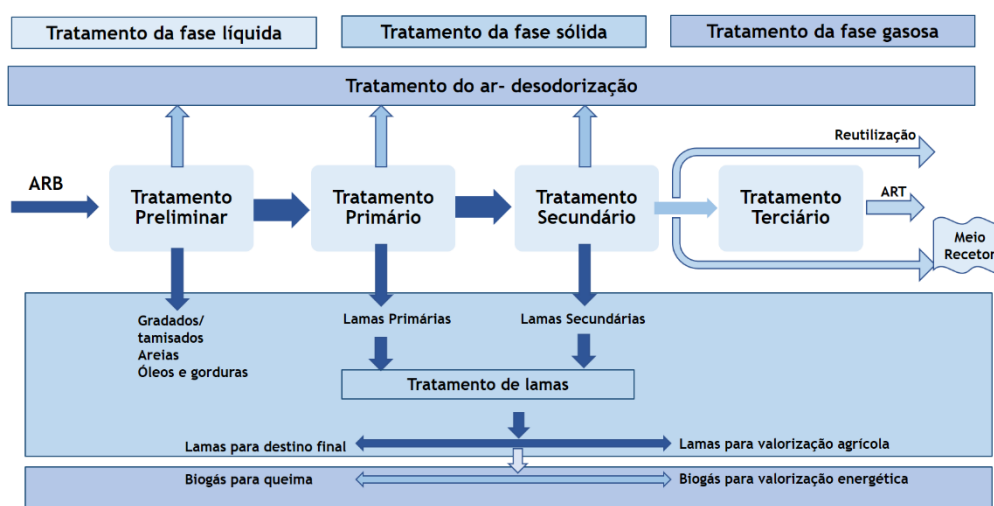 Tratamento da fase líquida
Tratamento da fase sólida
Tratamento da fase gasosa
Tratamento do ar- desodorização
Reutilização
ARB
Tratamento
Preliminar
Tratamento
Primário
Tratamento
Secundário
Tratamento
Terciário
ART
Meio
Recetor
Gradados/
tamisados
Areias
Óleos e gorduras
Lamas Primárias
Lamas Secundárias
Tratamento de lamas
Lamas para destino final
Lamas para valorização agrícola
Biogás para queima
Biogás para valorização energética